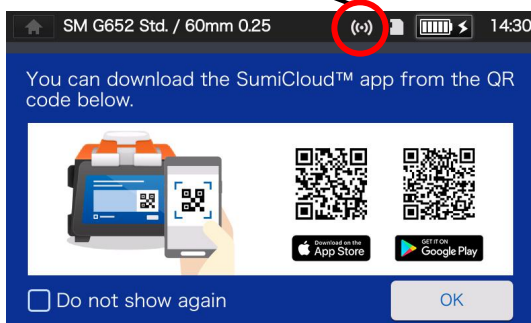 SM G652 Std. / 60mm 0.25
14:30
You can download the SumiCloud™ app from the QR
code below.
Download on the
App Store
GET IT ON
Google Play
Do not show again
OK